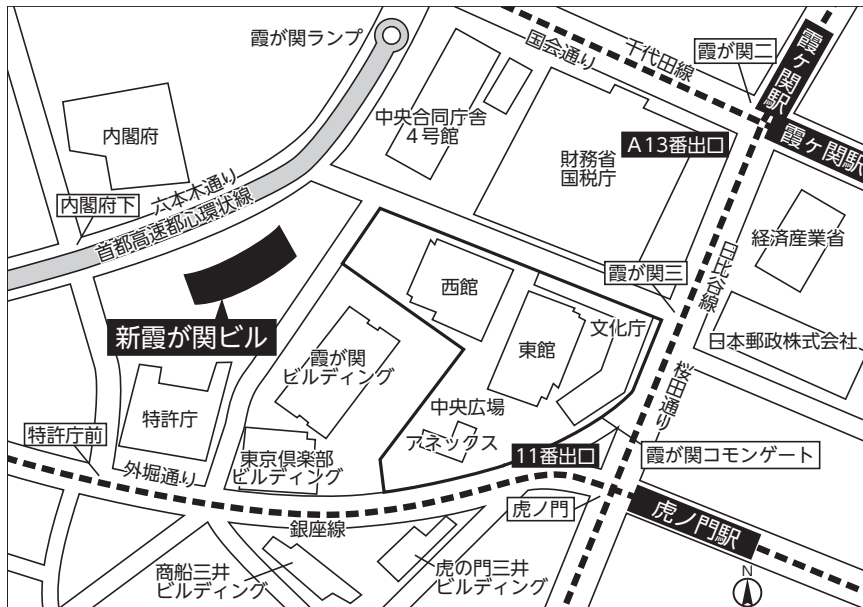 霞が関ランプ
国会通り
千代田線
霞が関二
霞ヶ関駅
霞ヶ関駅
内閣府
中央合同庁舎
4号館
財務省
国税庁
A13番出口
六本木通り
首都高速都心環状線
内閣府下
経済産業省
霞が関三
日比谷線
西館
文化庁
日本郵政株式会社
新霞が関ビル
東館
霞が関
ビルディング
桜田通り
特許庁
中央広場
特許庁前
アネックス
11番出口
霞が関コモンゲート
外堀通り
東京倶楽部
ビルディング
虎ノ門
虎ノ門駅
銀座線
商船三井
ビルディング
虎の門三井
ビルディング
N